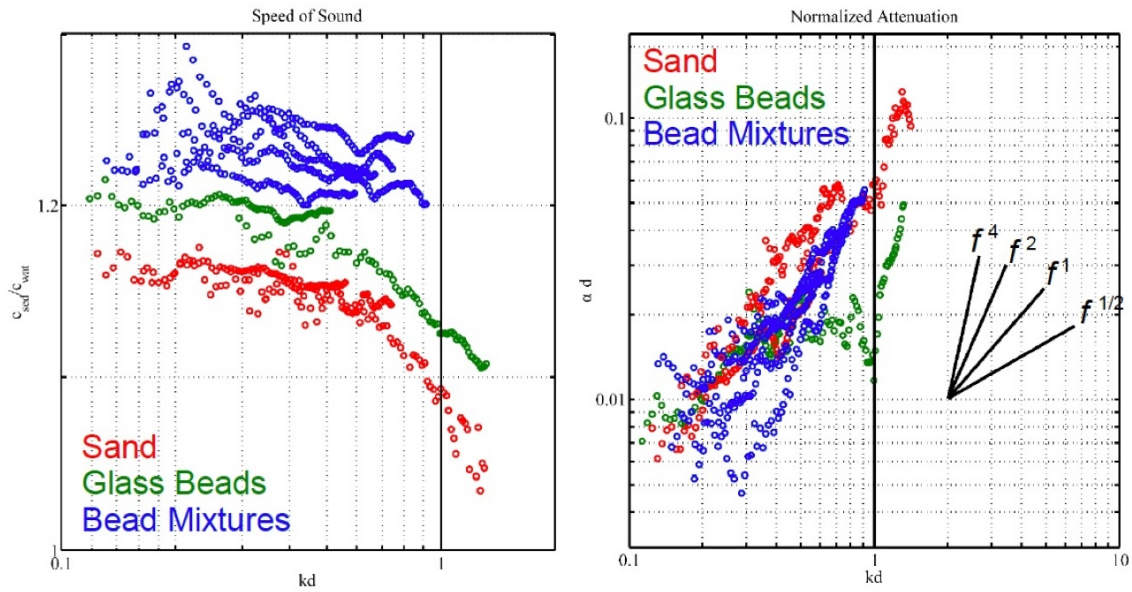 Speed of Sound
1.2
1
c_sed/c_wat
0.1
1
kd
Sand
Glass Beads
Bead Mixtures
Normalized Attenuation
Sand
Glass Beads
Bead Mixtures
0.1
0.01
α d
f 4
f 2
f 1
f 1/2
0.1
1
10
kd